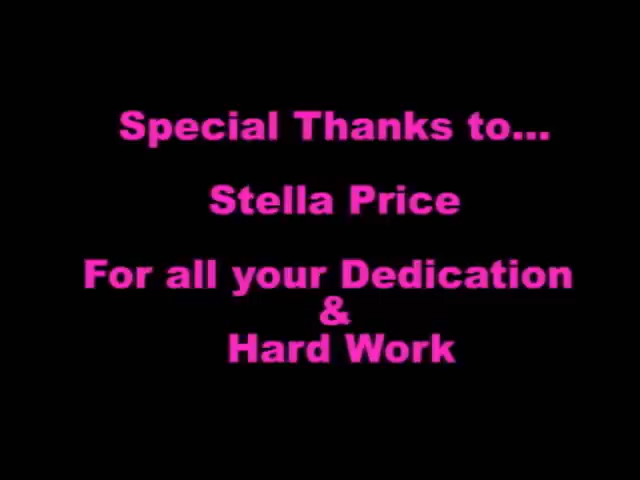 Special Thanks to...
Stella Price
For all your Dedication
&
Hard Work